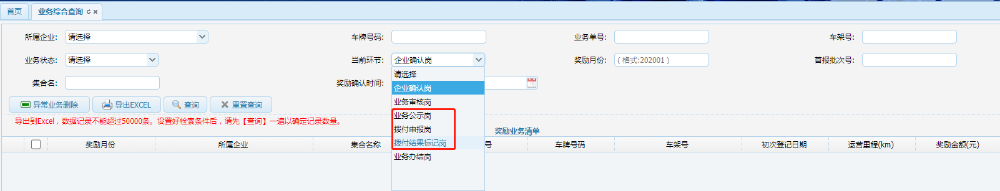 首页
业务综合查询
所属企业: 请选择
车牌号码:
业务单号:
车架号:
业务状态: 请选择
当前环节: 企业确认岗
奖励月份: (格式:202001)
首报批次号:
集合名:
奖励确认时间:
请选择
企业确认岗
业务审核岗
业务公示岗
拨付申报岗
拨付结果标记岗
业务办结岗
异常业务删除
导出EXCEL
查询
重置查询
导出到Excel，数据记录不能超过50000条。设置好检索条件后，请先【查询】一遍以确定记录数量。
奖励业务清单
奖励月份 所属企业 集合名称 号 车牌号码 车架号 初次登记日期 运营里程(km) 奖励金额(元)